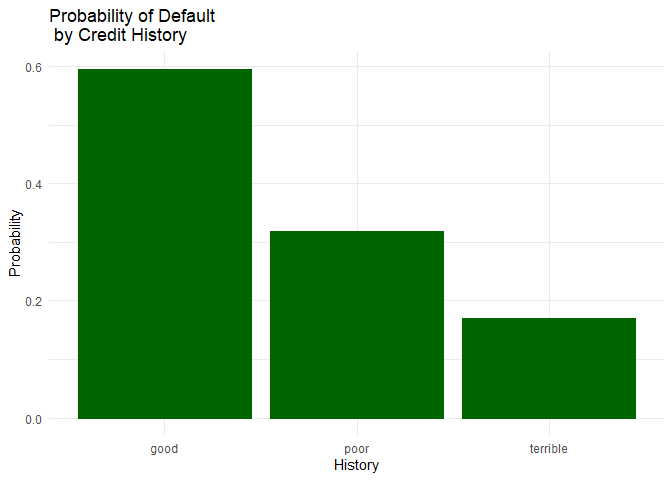 Probability of Default
by Credit History
0.6
0.4
0.2
0.0
Probability
good poor terrible
History